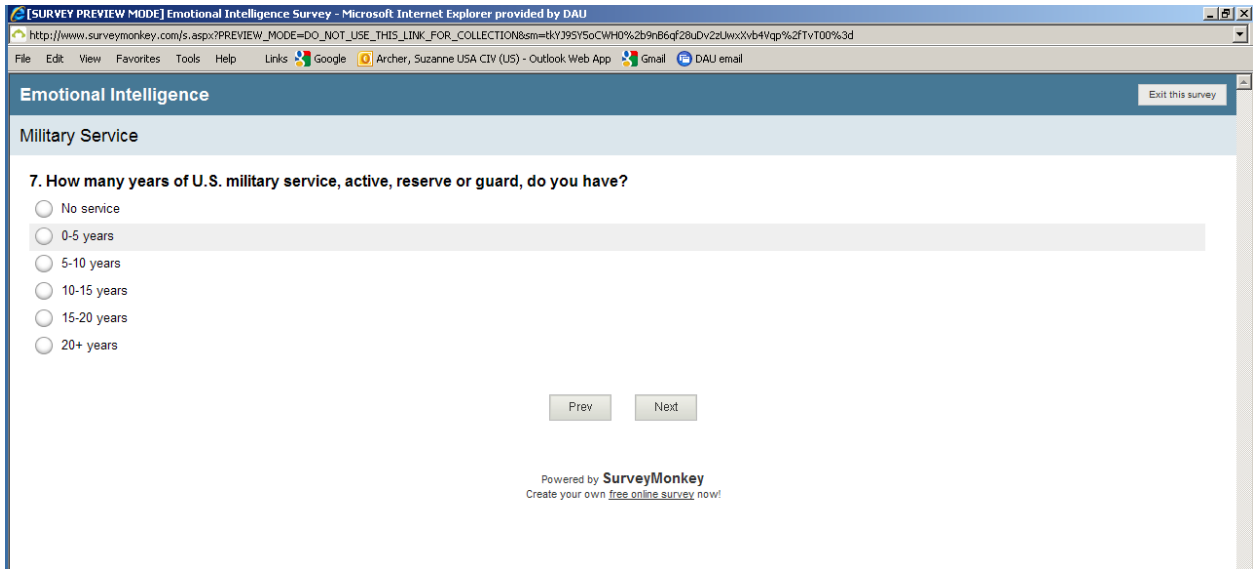 [SURVEY PREVIEW MODE] Emotional Intelligence Survey - Microsoft Internet Explorer provided by DAU
http://www.surveymonkey.com/s.aspx?PREVIEW_MODE=DO_NOT_USE_THIS_LINK_FOR_COLLECTION&sm=tkYJ9SY5oCWH0%2b9nB6qf28uDv2zUwxXvb4Vqp%2fTvT00%3d
File Edit View Favorites Tools Help Links Google Archer, Suzanne USA CIV (US) - Outlook Web App Gmail DAU email
Emotional Intelligence Exit this survey
Military Service
7. How many years of U.S. military service, active, reserve or guard, do you have?
No service
0-5 years
5-10 years
10-15 years
15-20 years
20+ years
Prev Next
Powered by SurveyMonkey
Create your own free online survey now!